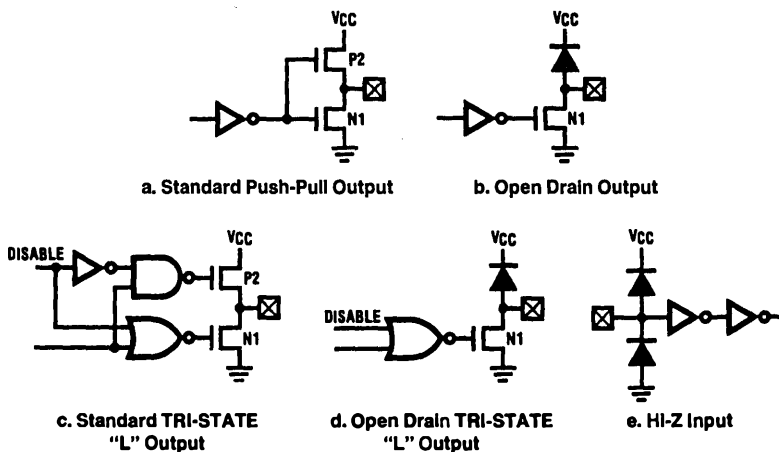 VCC
P2
N1
a. Standard Push-Pull Output
VCC
N1
b. Open Drain Output
DISABLE
VCC
P2
N1
c. Standard TRI-STATE
"L" Output
VCC
DISABLE
N1
d. Open Drain TRI-STATE
"L" Output
VCC
e. Hi-Z Input